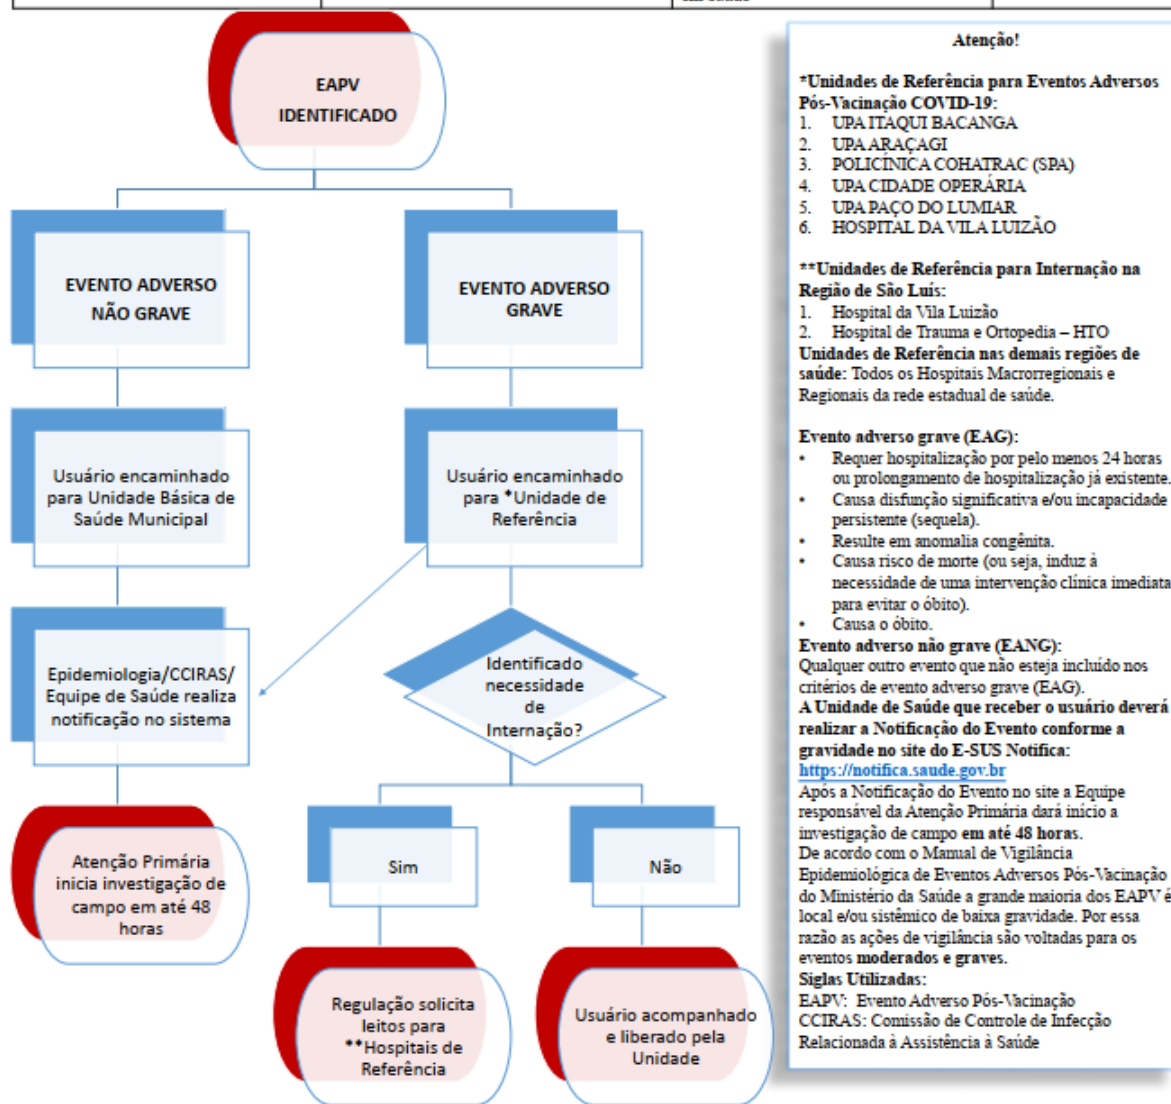 EAPV
IDENTIFICADO
EVENTO ADVERSO
NÃO GRAVE
EVENTO ADVERSO
GRAVE
Usuário encaminhado
para Unidade Básica de
Saúde Municipal
Usuário encaminhado
para *Unidade de
Referência
Epidemiologia/CCIRAS/
Equipe de Saúde realiza
notificação no sistema
Identificado
necessidade
de
Internação?
Atenção Primária
inicia investigação de
campo em até 48
horas
Sim
Não
Regulação solicita
leitos para
**Hospitais de
Referência
Usuário acompanhado
e liberado pela
Unidade
Atenção!
*Unidades de Referência para Eventos Adversos
Pós-Vacinação COVID-19:
1. UPA ITAQUI BACANGA
2. UPA ARAÇAGI
3. POLICÍNICA COHATRAC (SPA)
4. UPA CIDADE OPERÁRIA
5. UPA PAÇO DO LUMIAR
6. HOSPITAL DA VILA LUIZÃO
**Unidades de Referência para Internação na
Região de São Luís:
1. Hospital da Vila Luizão
2. Hospital de Trauma e Ortopedia – HTO
Unidades de Referência nas demais regiões de
saúde: Todos os Hospitais Macrorregionais e
Regionais da rede estadual de saúde.
Evento adverso grave (EAG):
• Requer hospitalização por pelo menos 24 horas
ou prolongamento de hospitalização já existente.
• Causa disfunção significativa e/ou incapacidade
persistente (sequela).
• Resulte em anomalia congênita.
• Causa risco de morte (ou seja, induz à
necessidade de uma intervenção clínica imediata
para evitar o óbito).
• Causa o óbito.
Evento adverso não grave (EANG):
Qualquer outro evento que não esteja incluído nos
critérios de evento adverso grave (EAG).
A Unidade de Saúde que receber o usuário deverá
realizar a Notificação do Evento conforme a
gravidade no site do E-SUS Notifica:
https://notifica.saude.gov.br
Após a Notificação do Evento no site a Equipe
responsável da Atenção Primária dará início a
investigação de campo em até 48 horas.
De acordo com o Manual de Vigilância
Epidemiológica de Eventos Adversos Pós-Vacinação
do Ministério da Saúde a grande maioria dos EAPV é
local e/ou sistêmico de baixa gravidade. Por essa
razão as ações de vigilância são voltadas para os
eventos moderados e graves.
Siglas Utilizadas:
EAPV: Evento Adverso Pós-Vacinação
CCIRAS: Comissão de Controle de Infecção
Relacionada à Assistência à Saúde